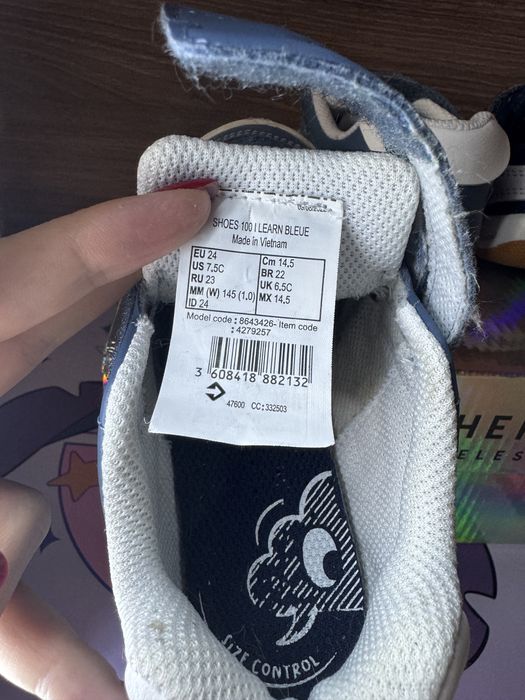 SHOES 100 I LEARN BLEUE
Made in Vietnam
EU 24 Cm 14,5
US 7.5C BR 22
RU 23 UK 6.5C
MM (W) 145 (1.0) MX 14.5
ID 24
Model code : 8643426- Item code
: 4279257
3 608418 882132
47600 CC:332503
SIZE CONTROL
HE
ELES